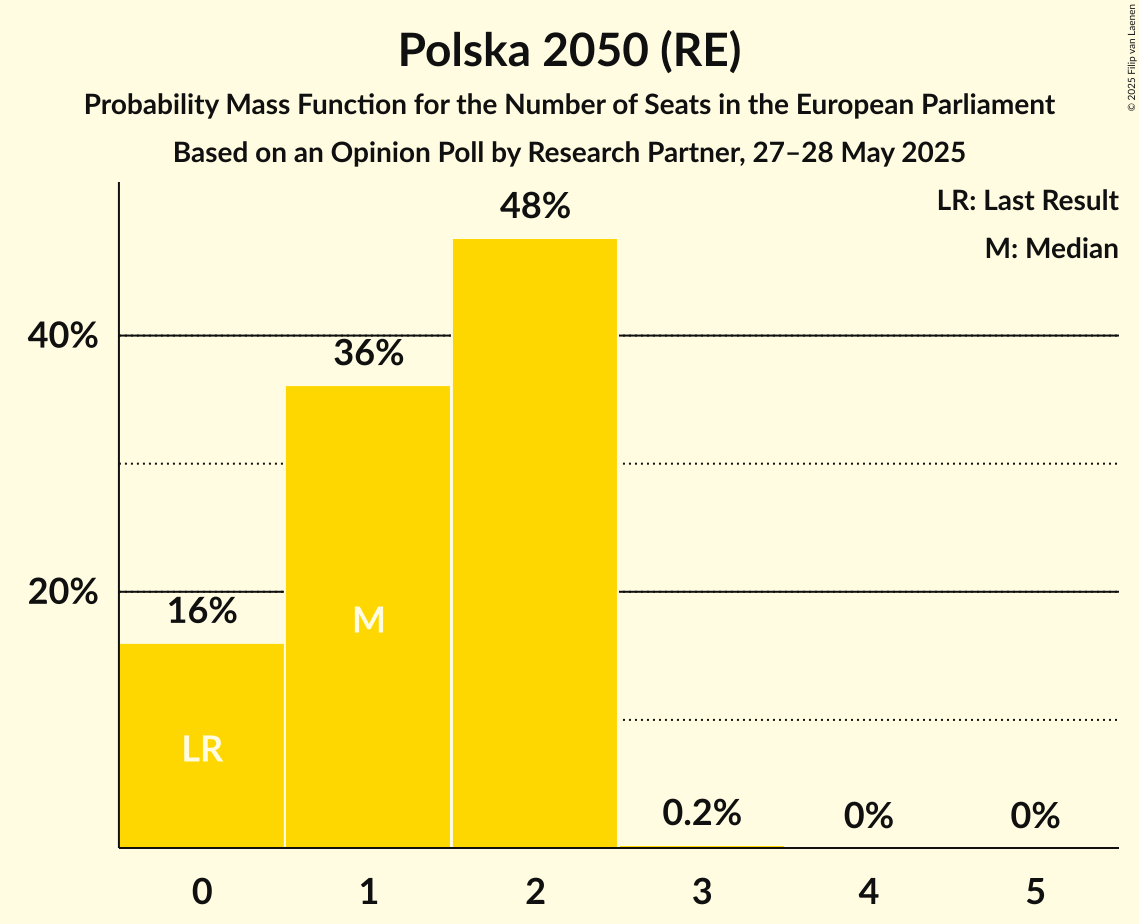 Polska 2050 (RE)
Probability Mass Function for the Number of Seats in the European Parliament
Based on an Opinion Poll by Research Partner, 27–28 May 2025
© 2025 Filip van Laenen
LR: Last Result
M: Median
48%
40%
36%
20%
16%
M
LR
0.2%
0%
0%
0
1
2
3
4
5